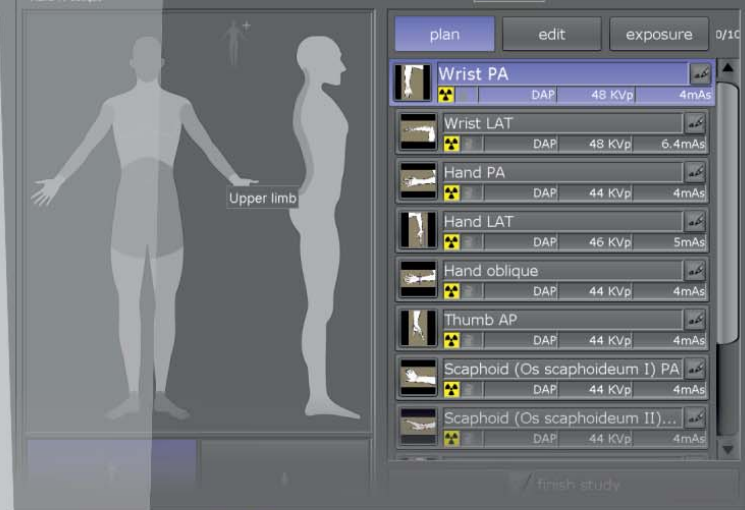 plan
edit
exposure
0/10
Wrist PA
DAP 48 KVp 4mAs
Wrist LAT
DAP 48 KVp 6.4mAs
Hand PA
DAP 44 KVp 4mAs
Upper limb
Hand LAT
DAP 46 KVp 5mAs
Hand oblique
DAP 44 KVp 4mAs
Thumb AP
DAP 44 KVp 4mAs
Scaphoid (Os scaphoideum I) PA
DAP 44 KVp 4mAs
Scaphoid (Os scaphoideum II)...
DAP 44 KVp 4mAs
finish study